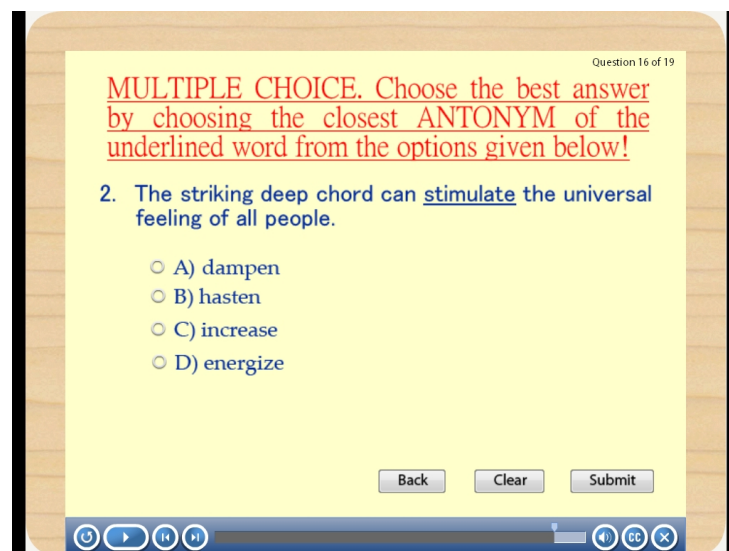 Question 16 of 19
MULTIPLE CHOICE. Choose the best answer
by choosing the closest ANTONYM of the
underlined word from the options given below!
2. The striking deep chord can stimulate the universal
feeling of all people.
A) dampen
B) hasten
C) increase
D) energize
Back Clear Submit
CC